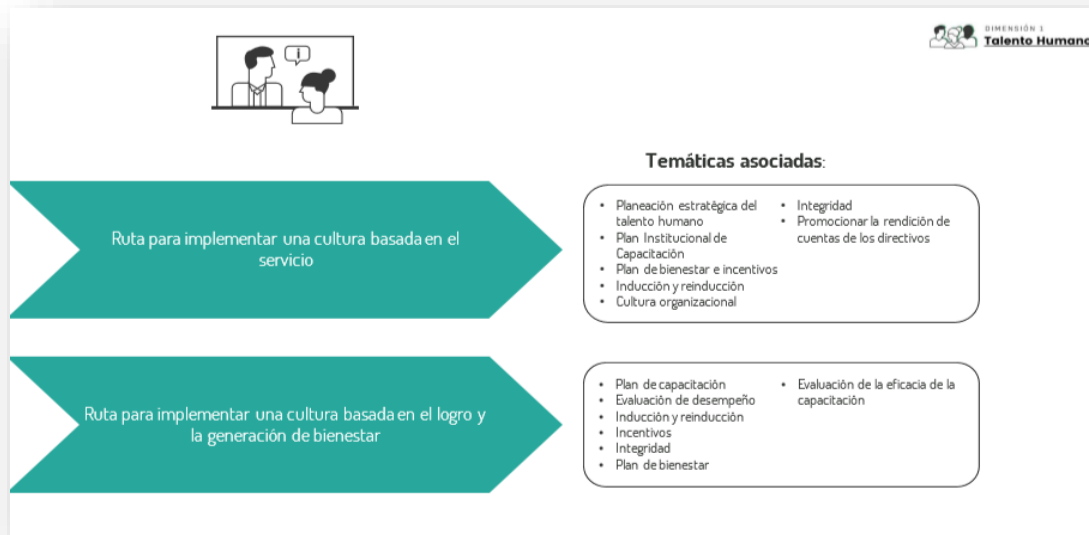 DIMENSIÓN 1
Talento Humano
i
Temáticas asociadas:
Ruta para implementar una cultura basada en el
servicio
• Planeación estratégica del
talento humano
• Plan Institucional de
Capacitación
• Plan de bienestar e incentivos
• Inducción y reinducción
• Cultura organizacional
• Integridad
• Promocionar la rendición de
cuentas de los directivos
Ruta para implementar una cultura basada en el logro y
la generación de bienestar
• Plan de capacitación
• Evaluación de desempeño
• Inducción y reinducción
• Incentivos
• Integridad
• Plan de bienestar
• Evaluación de la eficacia de la
capacitación